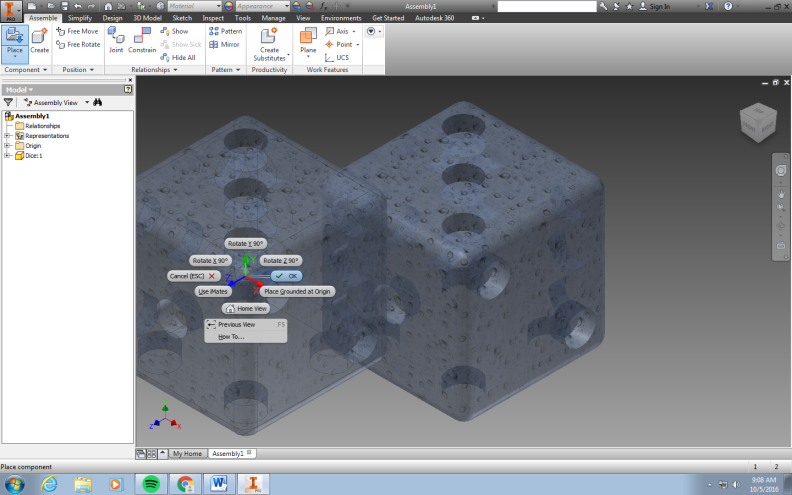 Material
Appearance
Assembly1
Sign In
PRO
Assemble Simplify Design 3D Model Sketch Inspect Tools Manage View Environments Get Started Autodesk 360
Place Create
Free Move
Free Rotate
Joint Constrain
Show
Show Sick
Hide All
Pattern
Mirror
Create
Substitutes
Plane
Axis
Point
UCS
Component Position Relationships Pattern Productivity Work Features
Model
Assembly View
Assembly1
Relationships
Representations
Origin
Dice:1
Rotate Y 90°
Rotate X 90° Rotate Z 90°
Cancel (ESC) OK
Use iMates Place Grounded at Origin
Home View
Previous View F5
How To...
Z X
My Home Assembly1
Place component 1 2
9:08 AM
10/5/2016